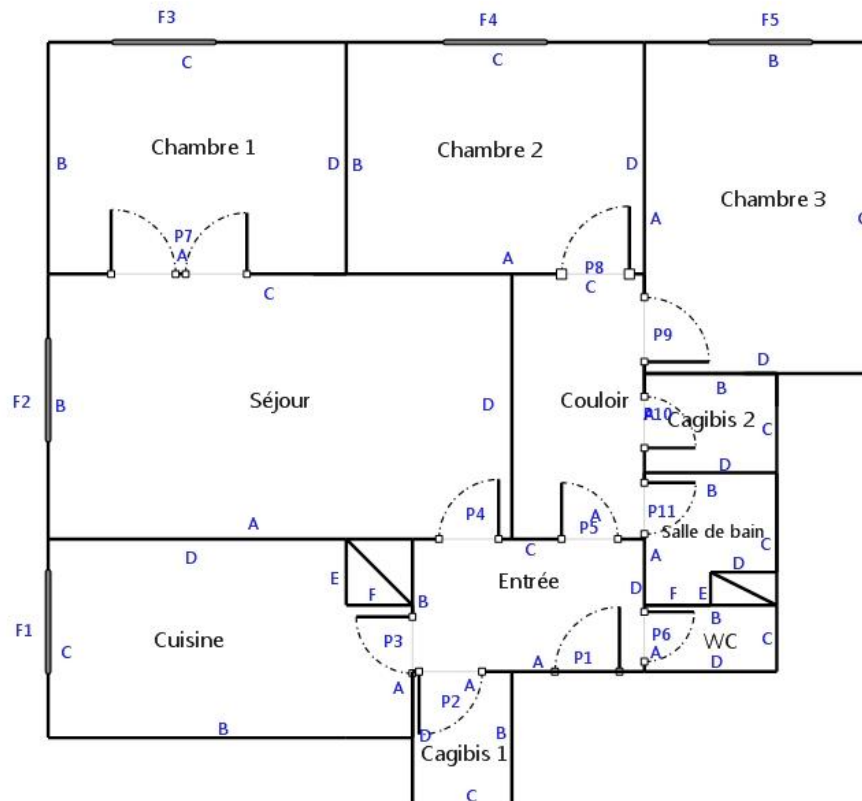 F3 F4 F5
C C B
Chambre 1 Chambre 2
B D B D
Chambre 3
A C
P7
A A P8
C C
P9
D
B
Séjour Couloir
F2 B D A P10
Cagibis 2
C
D
B
P4 A P11
A P5 Salle de bain
C C
D A
E Entrée D
F B D F E
F1 B
Cuisine P3 P6 WC C
C A P1 A D
A A
P2
B D B
Cagibis 1
C